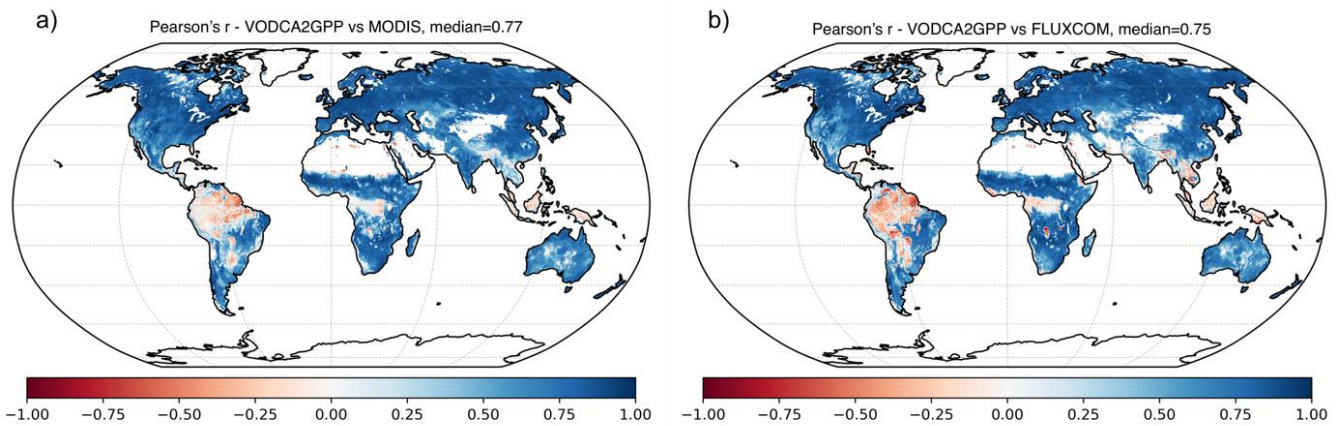 a)
Pearson's r - VODCA2GPP vs MODIS, median=0.77
−1.00 −0.75 −0.50 −0.25 0.00 0.25 0.50 0.75 1.00
b)
Pearson's r - VODCA2GPP vs FLUXCOM, median=0.75
−1.00 −0.75 −0.50 −0.25 0.00 0.25 0.50 0.75 1.00